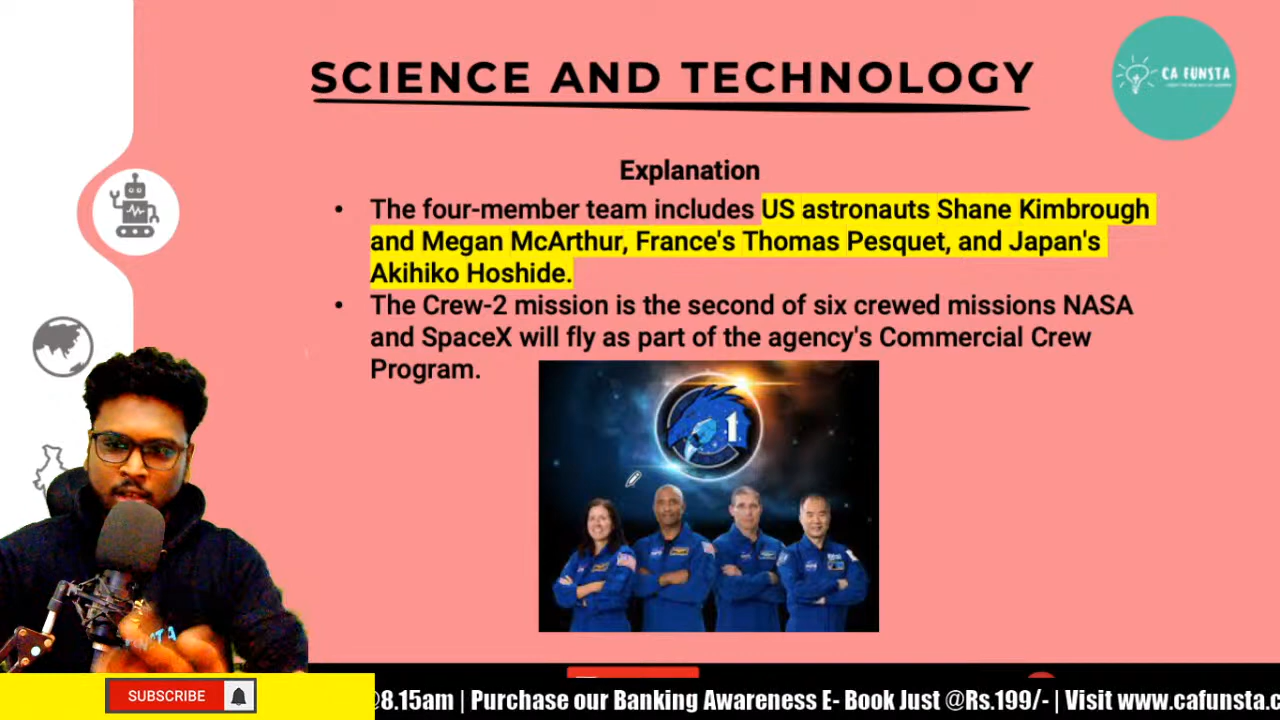 SCIENCE AND TECHNOLOGY
CA FUNSTA
Explanation
• The four-member team includes US astronauts Shane Kimbrough
and Megan McArthur, France's Thomas Pesquet, and Japan's
Akihiko Hoshide.
• The Crew-2 mission is the second of six crewed missions NASA
and SpaceX will fly as part of the agency's Commercial Crew
Program.
1
SUBSCRIBE
@8.15am | Purchase our Banking Awareness E- Book Just @Rs.199/- | Visit www.cafunsta.c